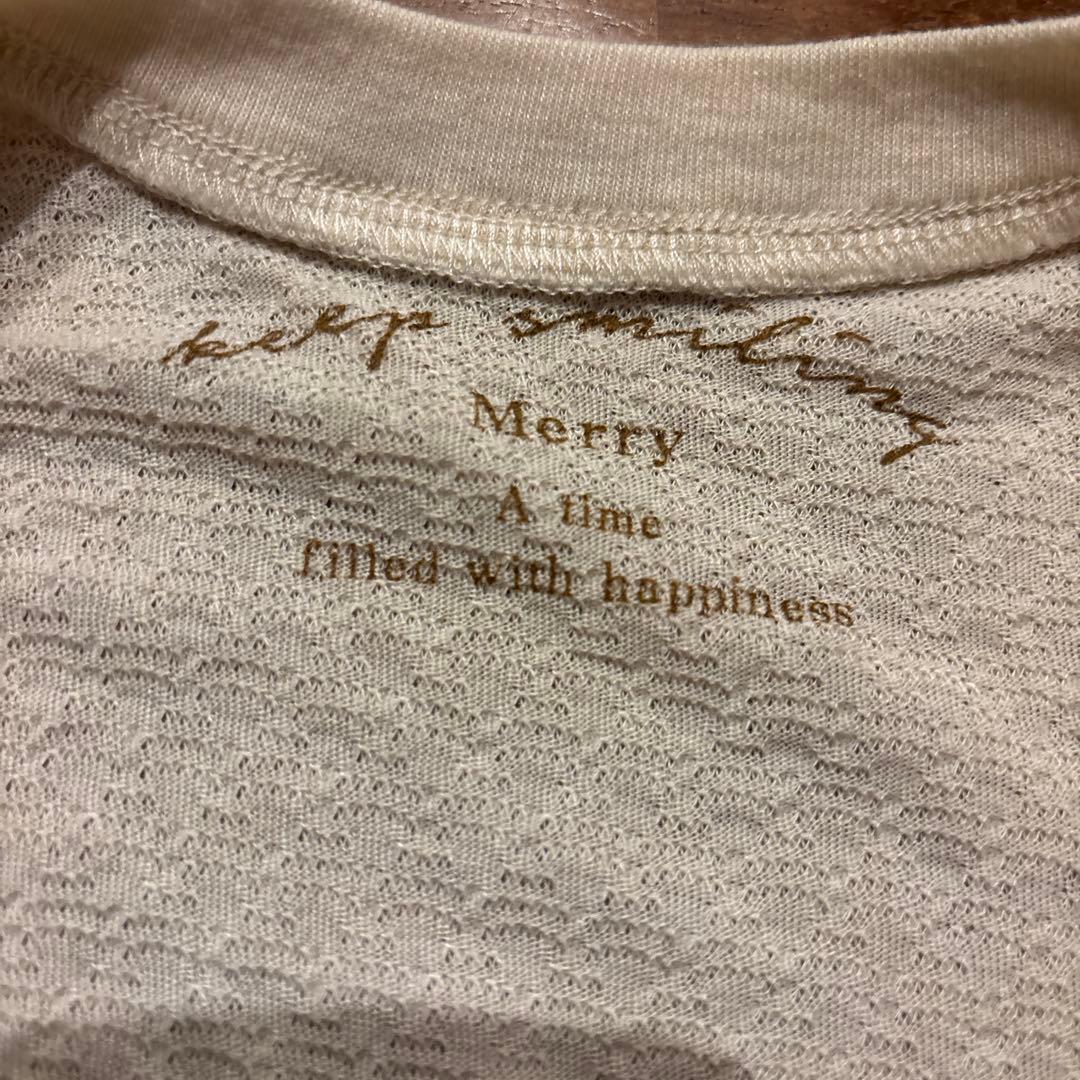 keep smiling
Merry
A time
filled with happiness